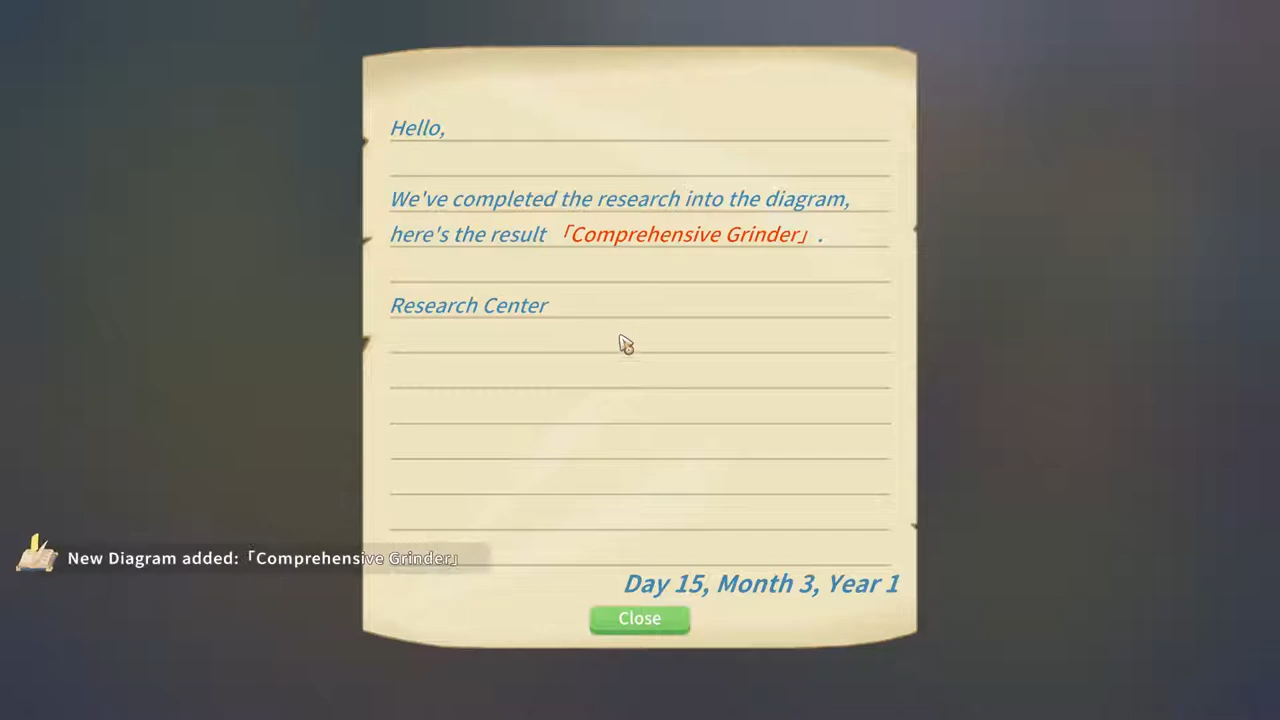 Hello,
We've completed the research into the diagram,
here's the result 「Comprehensive Grinder」 .
Research Center
New Diagram added:「Comprehensive Grinder」
Day 15, Month 3, Year 1
Close